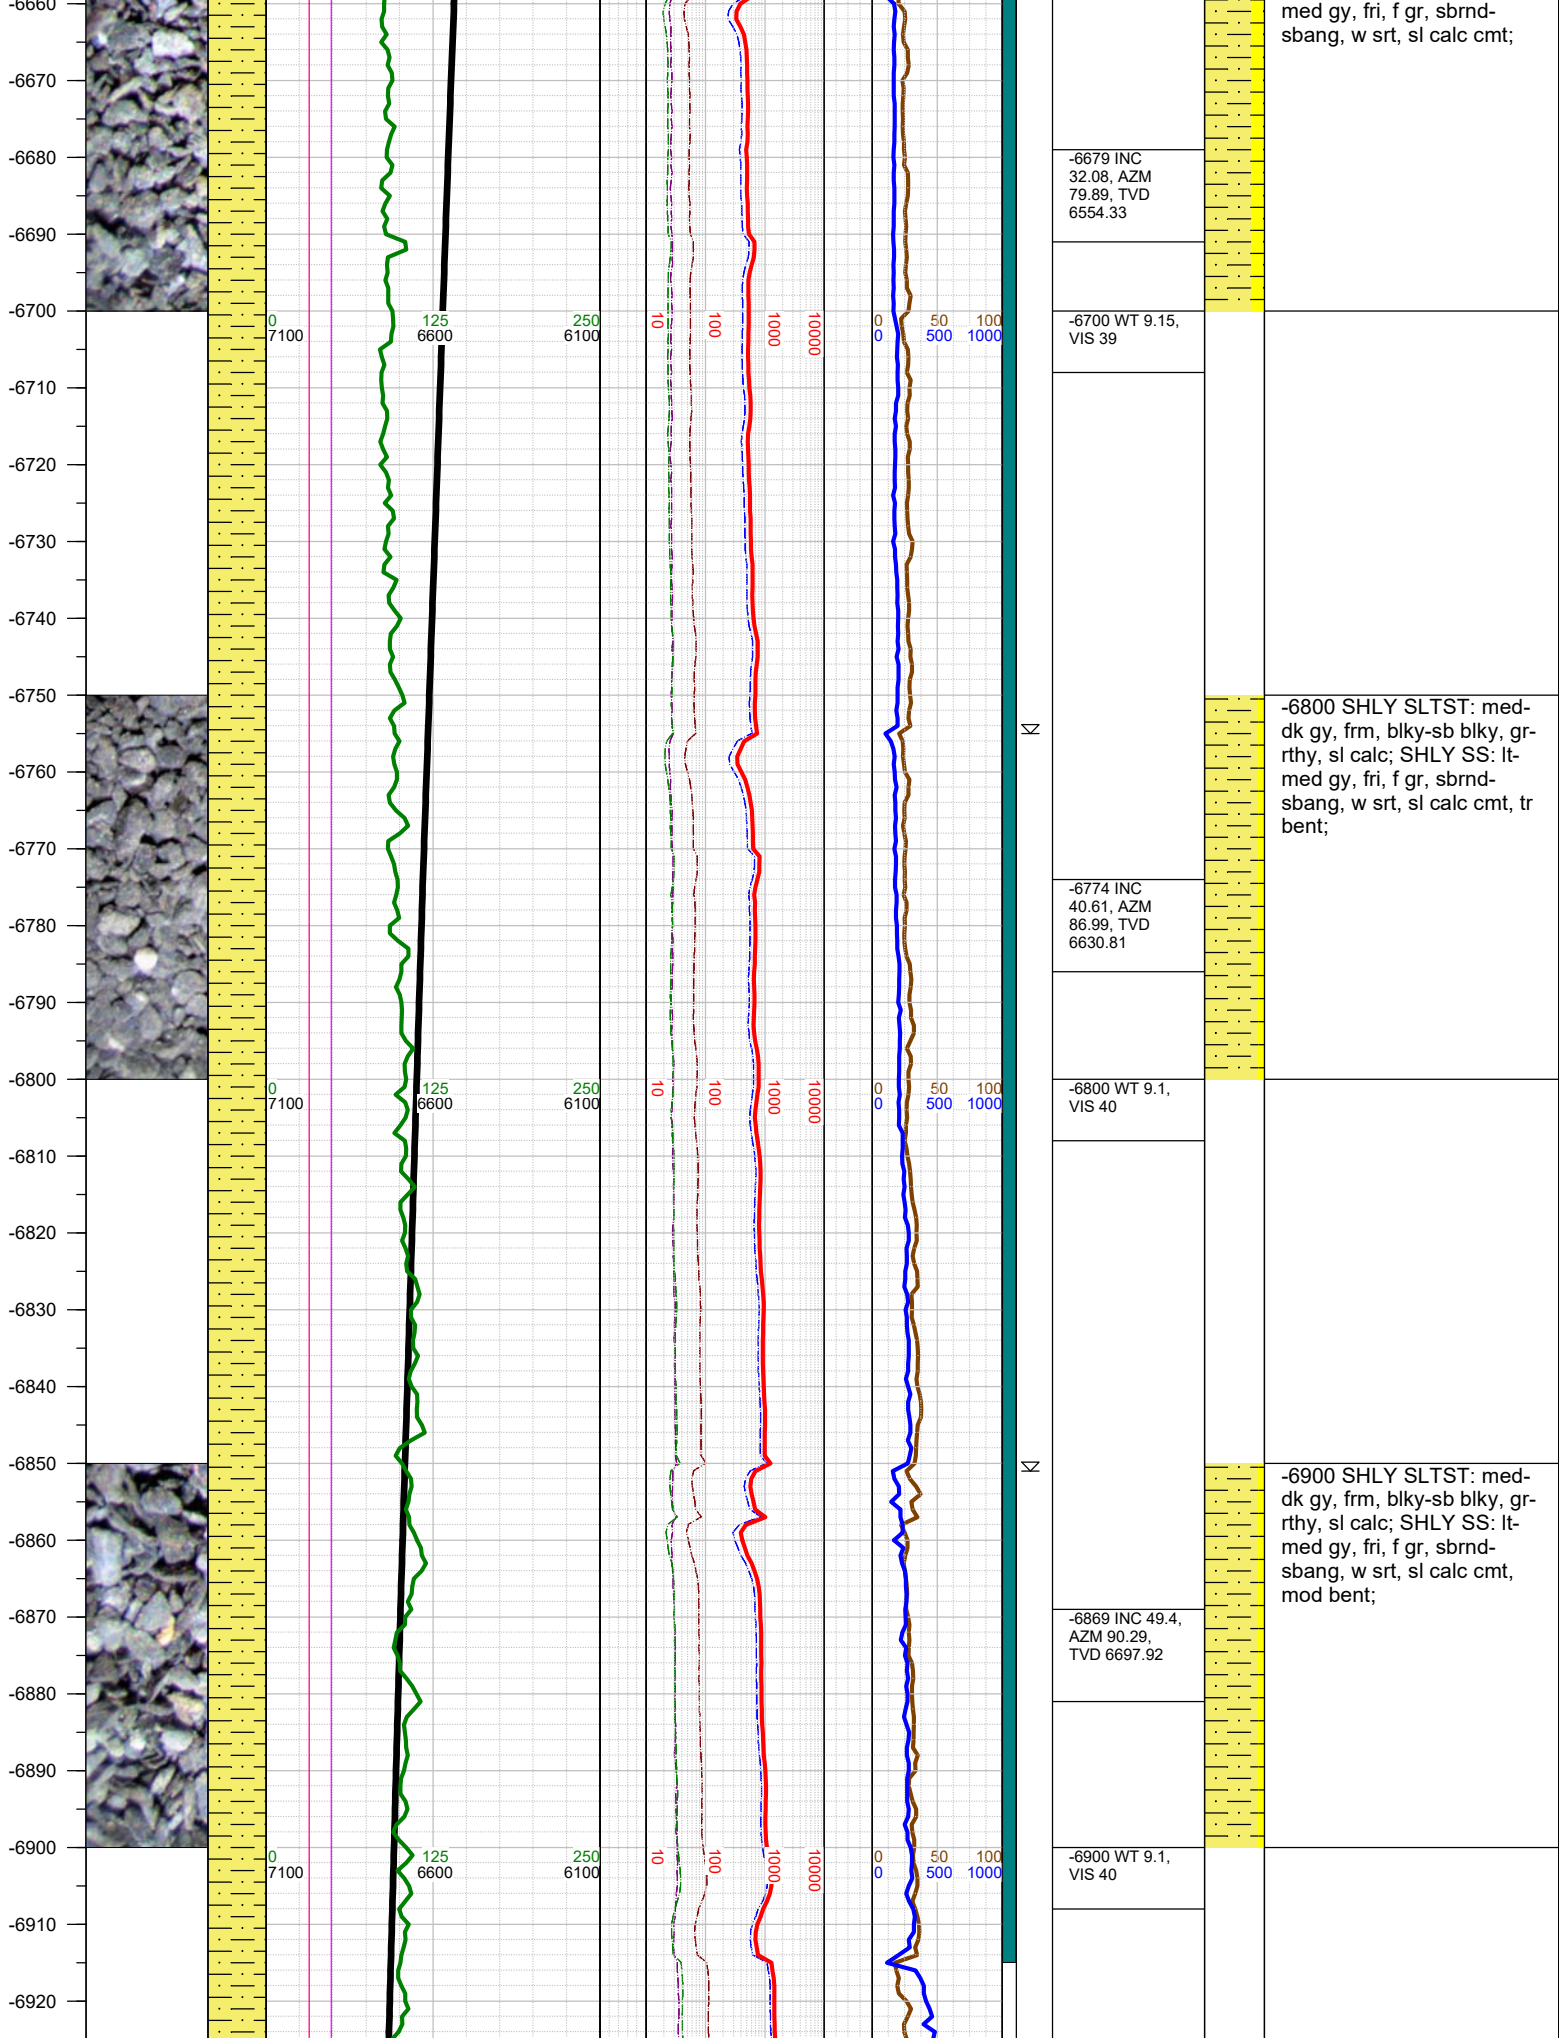 -6660
med gy, fri, f gr, sbrnd-
sbang, w srt, sl calc cmt;
-6670
-6680
-6679 INC
32.08, AZM
79.89, TVD
6554.33
-6690
-6700
0 125 250
7100 6600 6100
10 100 1000 10000
0 50 100
0 500 1000
-6700 WT 9.15,
VIS 39
-6710
-6720
-6730
-6740
-6750
-6800 SHLY SLTST: med-
dk gy, frm, blky-sb blky, gr-
rthy, sl calc; SHLY SS: lt-
med gy, fri, f gr, sbrnd-
sbang, w srt, sl calc cmt, tr
bent;
-6760
-6770
-6774 INC
40.61, AZM
86.99, TVD
6630.81
-6780
-6790
-6800
0 125 250
7100 6600 6100
10 100 1000 10000
0 50 100
0 500 1000
-6800 WT 9.1,
VIS 40
-6810
-6820
-6830
-6840
-6850
-6900 SHLY SLTST: med-
dk gy, frm, blky-sb blky, gr-
rthy, sl calc; SHLY SS: lt-
med gy, fri, f gr, sbrnd-
sbang, w srt, sl calc cmt,
mod bent;
-6860
-6870
-6869 INC 49.4,
AZM 90.29,
TVD 6697.92
-6880
-6890
-6900
0 125 250
7100 6600 6100
10 100 1000 10000
0 50 100
0 500 1000
-6900 WT 9.1,
VIS 40
-6910
-6920